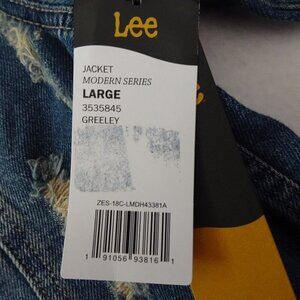 Lee
JACKET
MODERN SERIES
LARGE
3535845
GREELEY
ZES-18C-LMDH43381A
1 91056 93816 1